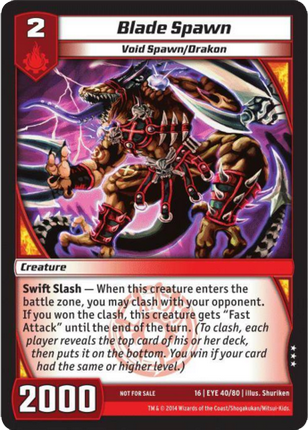 2
Blade Spawn
Void Spawn/Drakon
Creature
Swift Slash — When this creature enters the
battle zone, you may clash with your opponent.
If you won the clash, this creature gets "Fast
Attack" until the end of the turn. (To clash, each
player reveals the top card of his or her deck,
then puts it on the bottom. You win if your card
had the same or higher level.)
2000
NOT FOR SALE
16 | EYE 40/80 | illus. Shuriken
TM & © 2014 Wizards of the Coast/Shogakukan/Mitsui-Kids.